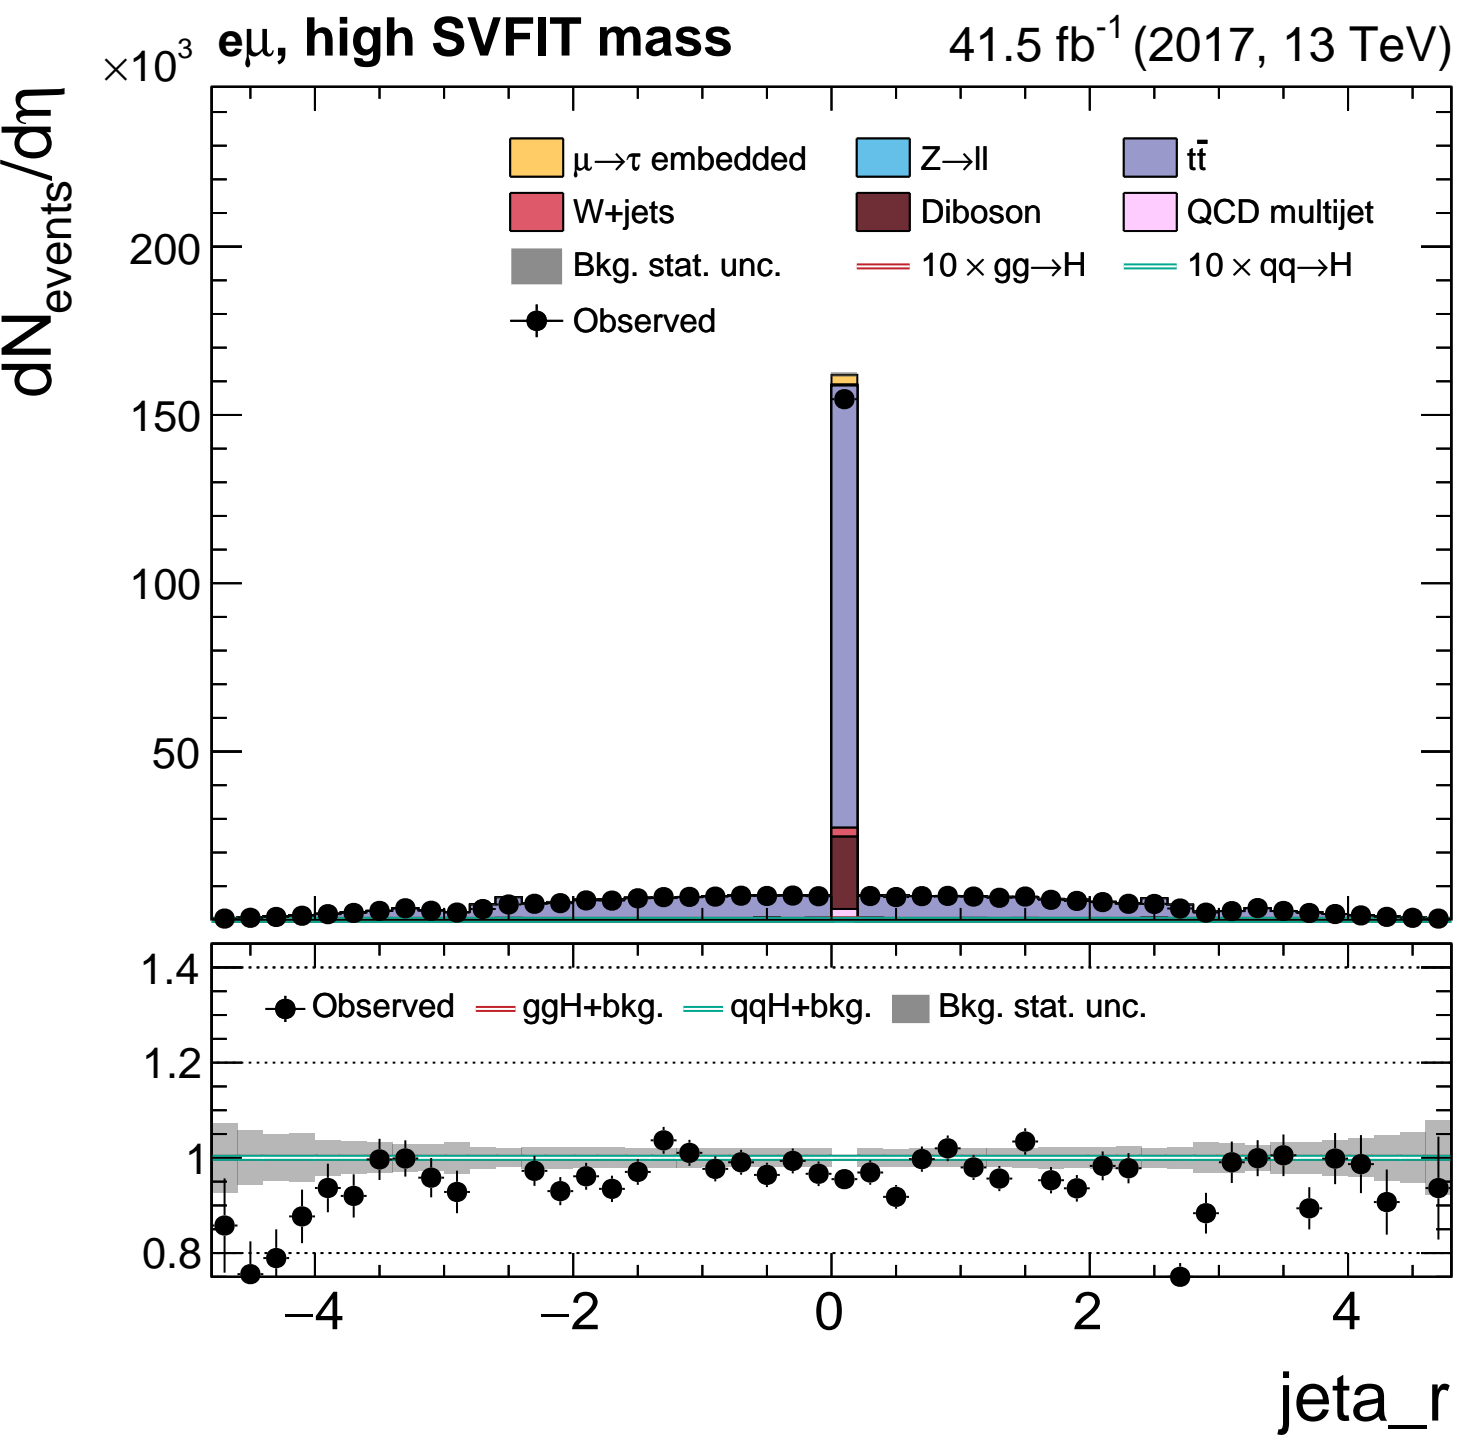 ×10³ eμ, high SVFIT mass 41.5 fb⁻¹ (2017, 13 TeV)
dN_events/dη
μ→τ embedded Z→ll tt̄
W+jets Diboson QCD multijet
Bkg. stat. unc. 10 × gg→H 10 × qq→H
Observed
200
150
100
50
1.4
Observed ggH+bkg. qqH+bkg. Bkg. stat. unc.
1.2
1
0.8
−4 −2 0 2 4
jeta_r